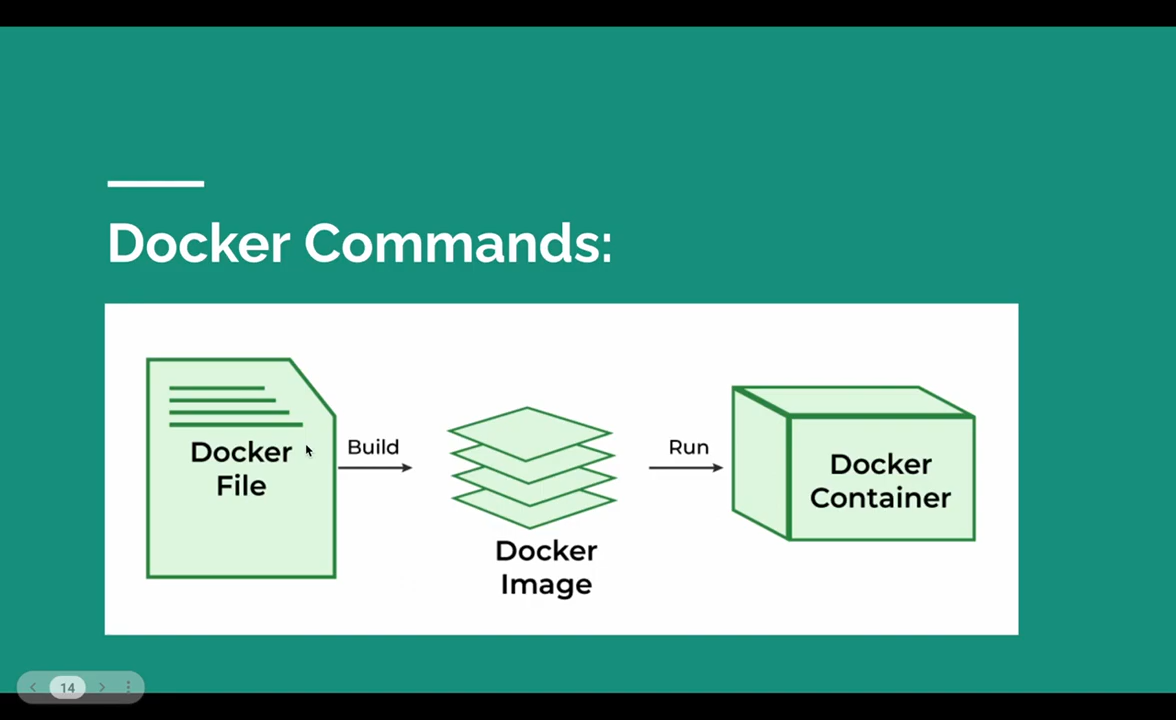 Docker Commands:
Docker
File
Build
Docker
Image
Run
Docker
Container
14